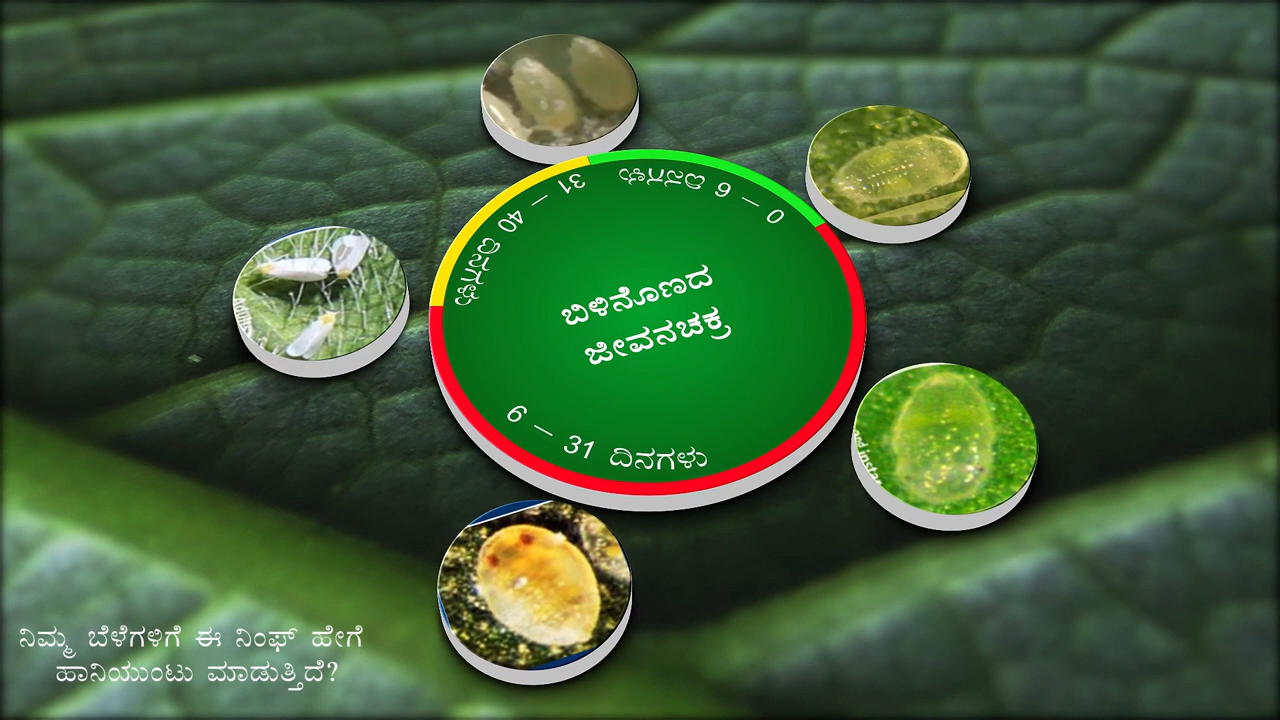 ಬಿಳಿನೊಣದ
ಜೀವನಚಕ್ರ
0 – 6 ದಿನಗಳು
6 – 31 ದಿನಗಳು
31 – 40 ದಿನಗಳು
ನಿಮ್ಮ ಬೆಳೆಗಳಿಗೆ ಈ ನಿಂಫ್ ಹೇಗೆ
ಹಾನಿಯುಂಟು ಮಾಡುತ್ತಿದೆ?